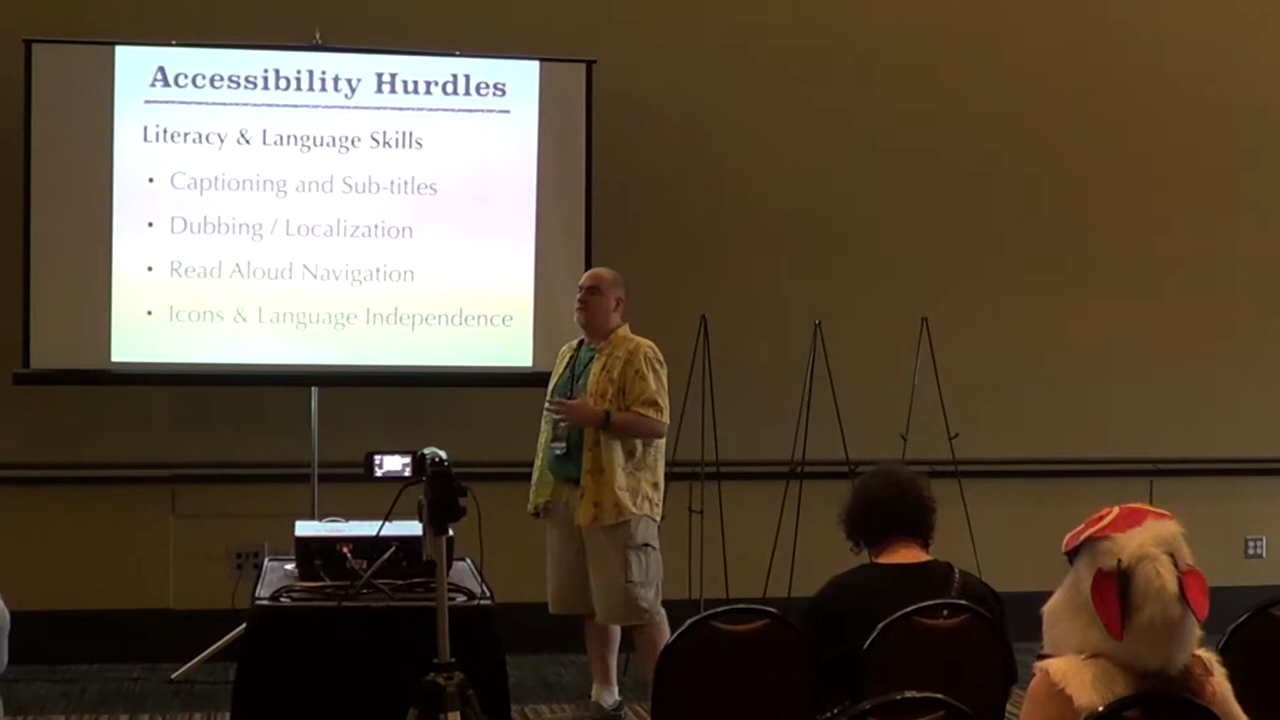 Accessibility Hurdles
Literacy & Language Skills
• Captioning and Sub-titles
• Dubbing / Localization
• Read Aloud Navigation
• Icons & Language Independence